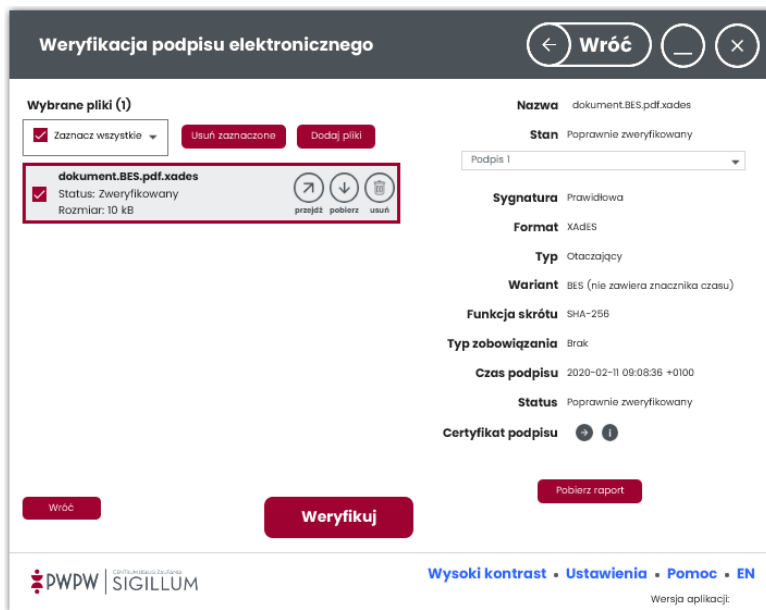 Weryfikacja podpisu elektronicznego
Wróć
Wybrane pliki (1)
Zaznacz wszystkie
Usuń zaznaczone
Dodaj pliki
dokument.BES.pdf.xades
Status: Zweryfikowany
Rozmiar: 10 kB
przejdź pobierz usuń
Nazwa dokument.BES.pdf.xades
Stan Poprawnie zweryfikowany
Podpis 1
Sygnatura Prawidłowa
Format XAdES
Typ Otaczający
Wariant BES (nie zawiera znacznika czasu)
Funkcja skrótu SHA-256
Typ zobowiązania Brak
Czas podpisu 2020-02-11 09:08:36 +0100
Status Poprawnie zweryfikowany
Certyfikat podpisu
Pobierz raport
Wróć
Weryfikuj
PWPW SIGILLUM
CENTRUM USŁUG ZAUFANIA
Wysoki kontrast Ustawienia Pomoc EN
Wersja aplikacji: